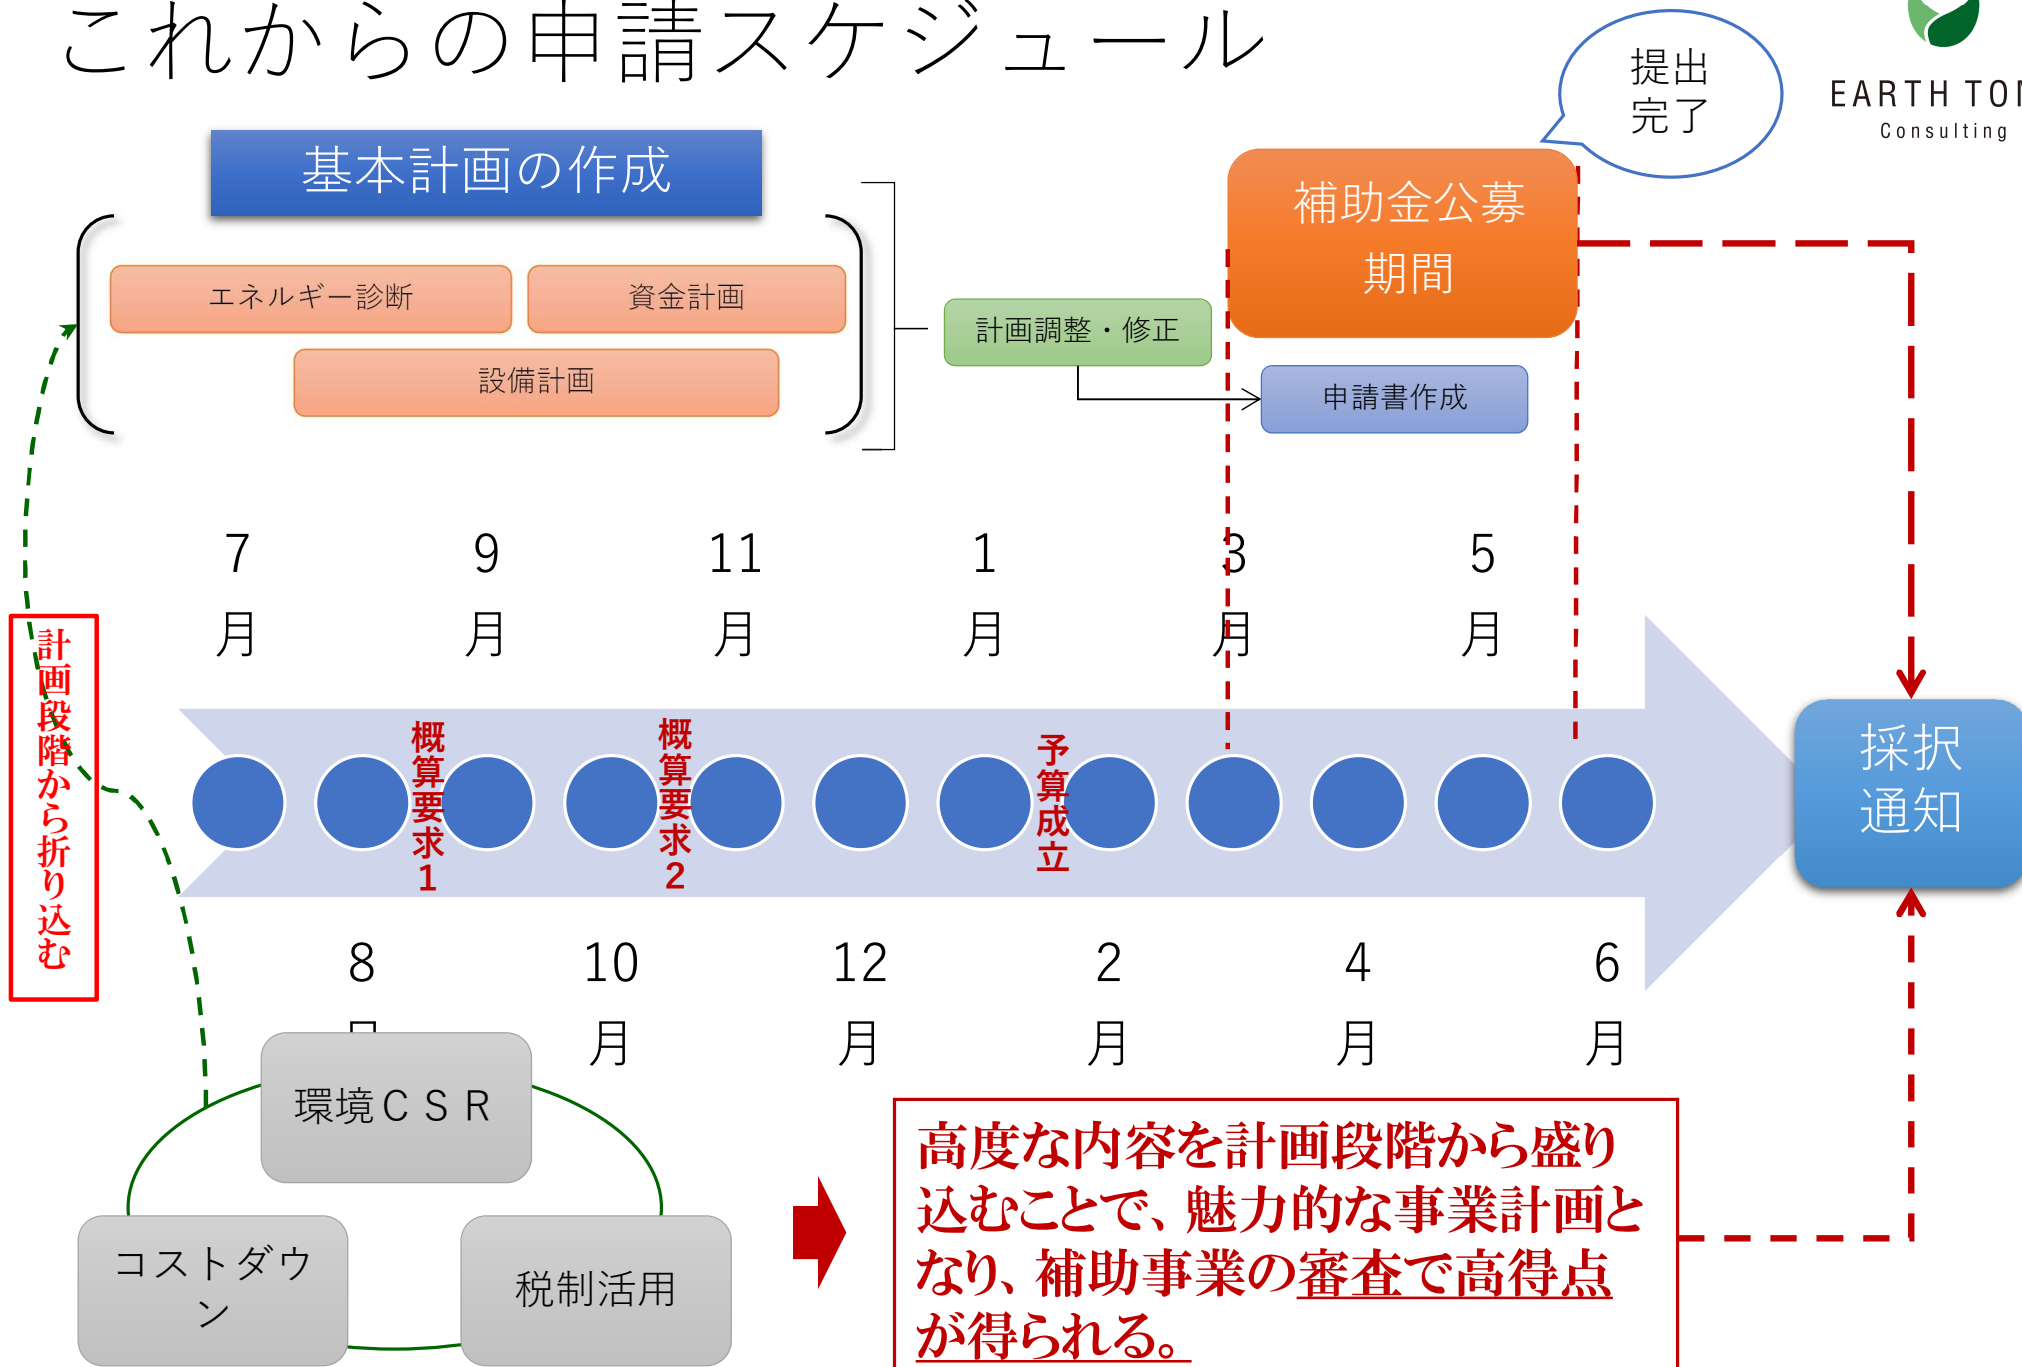 これからの申請スケジュール
提出
完了
EARTH TON
Consulting
基本計画の作成
補助金公募
期間
エネルギー診断
資金計画
計画調整・修正
設備計画
申請書作成
7
月
9
月
11
月
1
月
3
月
5
月
計画段階から折り込む
概算要求1
概算要求2
予算成立
採択
通知
8
月
10
月
12
月
2
月
4
月
6
月
環境ＣＳＲ
コストダウ
ン
税制活用
高度な内容を計画段階から盛り
込むことで、魅力的な事業計画と
なり、補助事業の審査で高得点
が得られる。